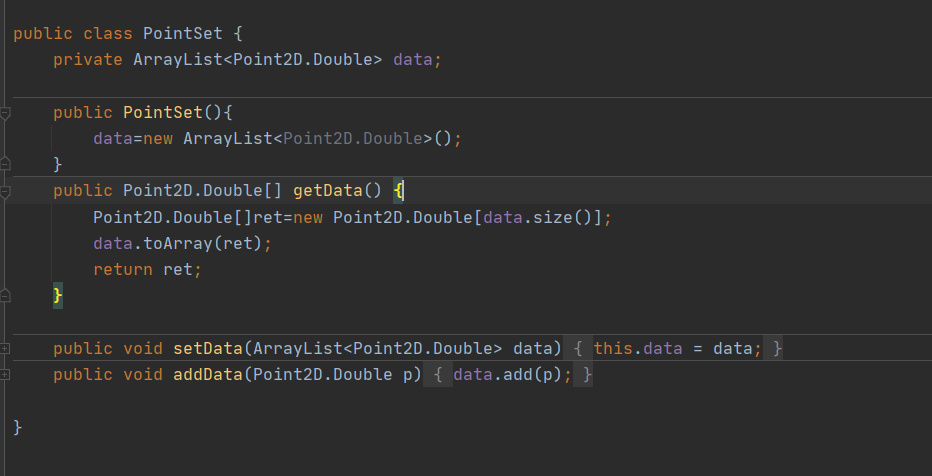 public class PointSet {
    private ArrayList<Point2D.Double> data;
    public PointSet(){
        data=new ArrayList<Point2D.Double>();
    }
    public Point2D.Double[] getData() {
        Point2D.Double[]ret=new Point2D.Double[data.size()];
        data.toArray(ret);
        return ret;
    }
    public void setData(ArrayList<Point2D.Double> data) { this.data = data; }
    public void addData(Point2D.Double p) { data.add(p); }
}